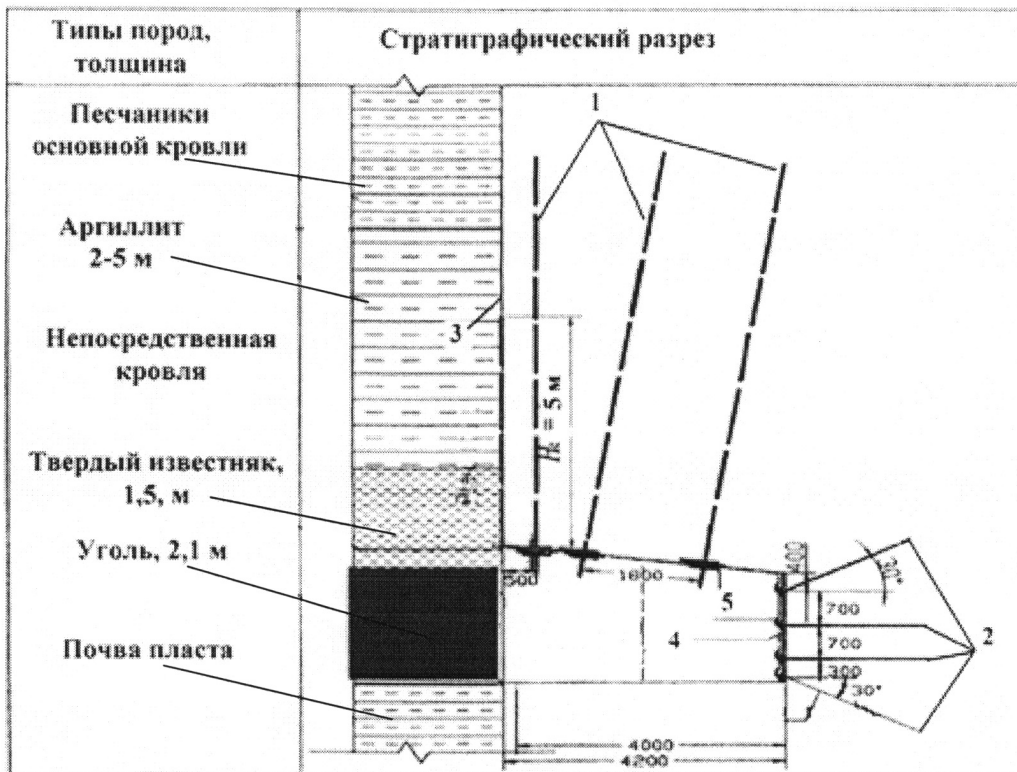 Типы пород,
толщина
Стратиграфический разрез
Песчаники
основной кровли
Аргиллит
2-5 м
Непосредственная
кровля
Твердый известняк,
1,5, м
Уголь, 2,1 м
Почва пласта
1
3
= 5 м
500
1600
5
400
30°
700
4
700
2
300
30°
4000
4200